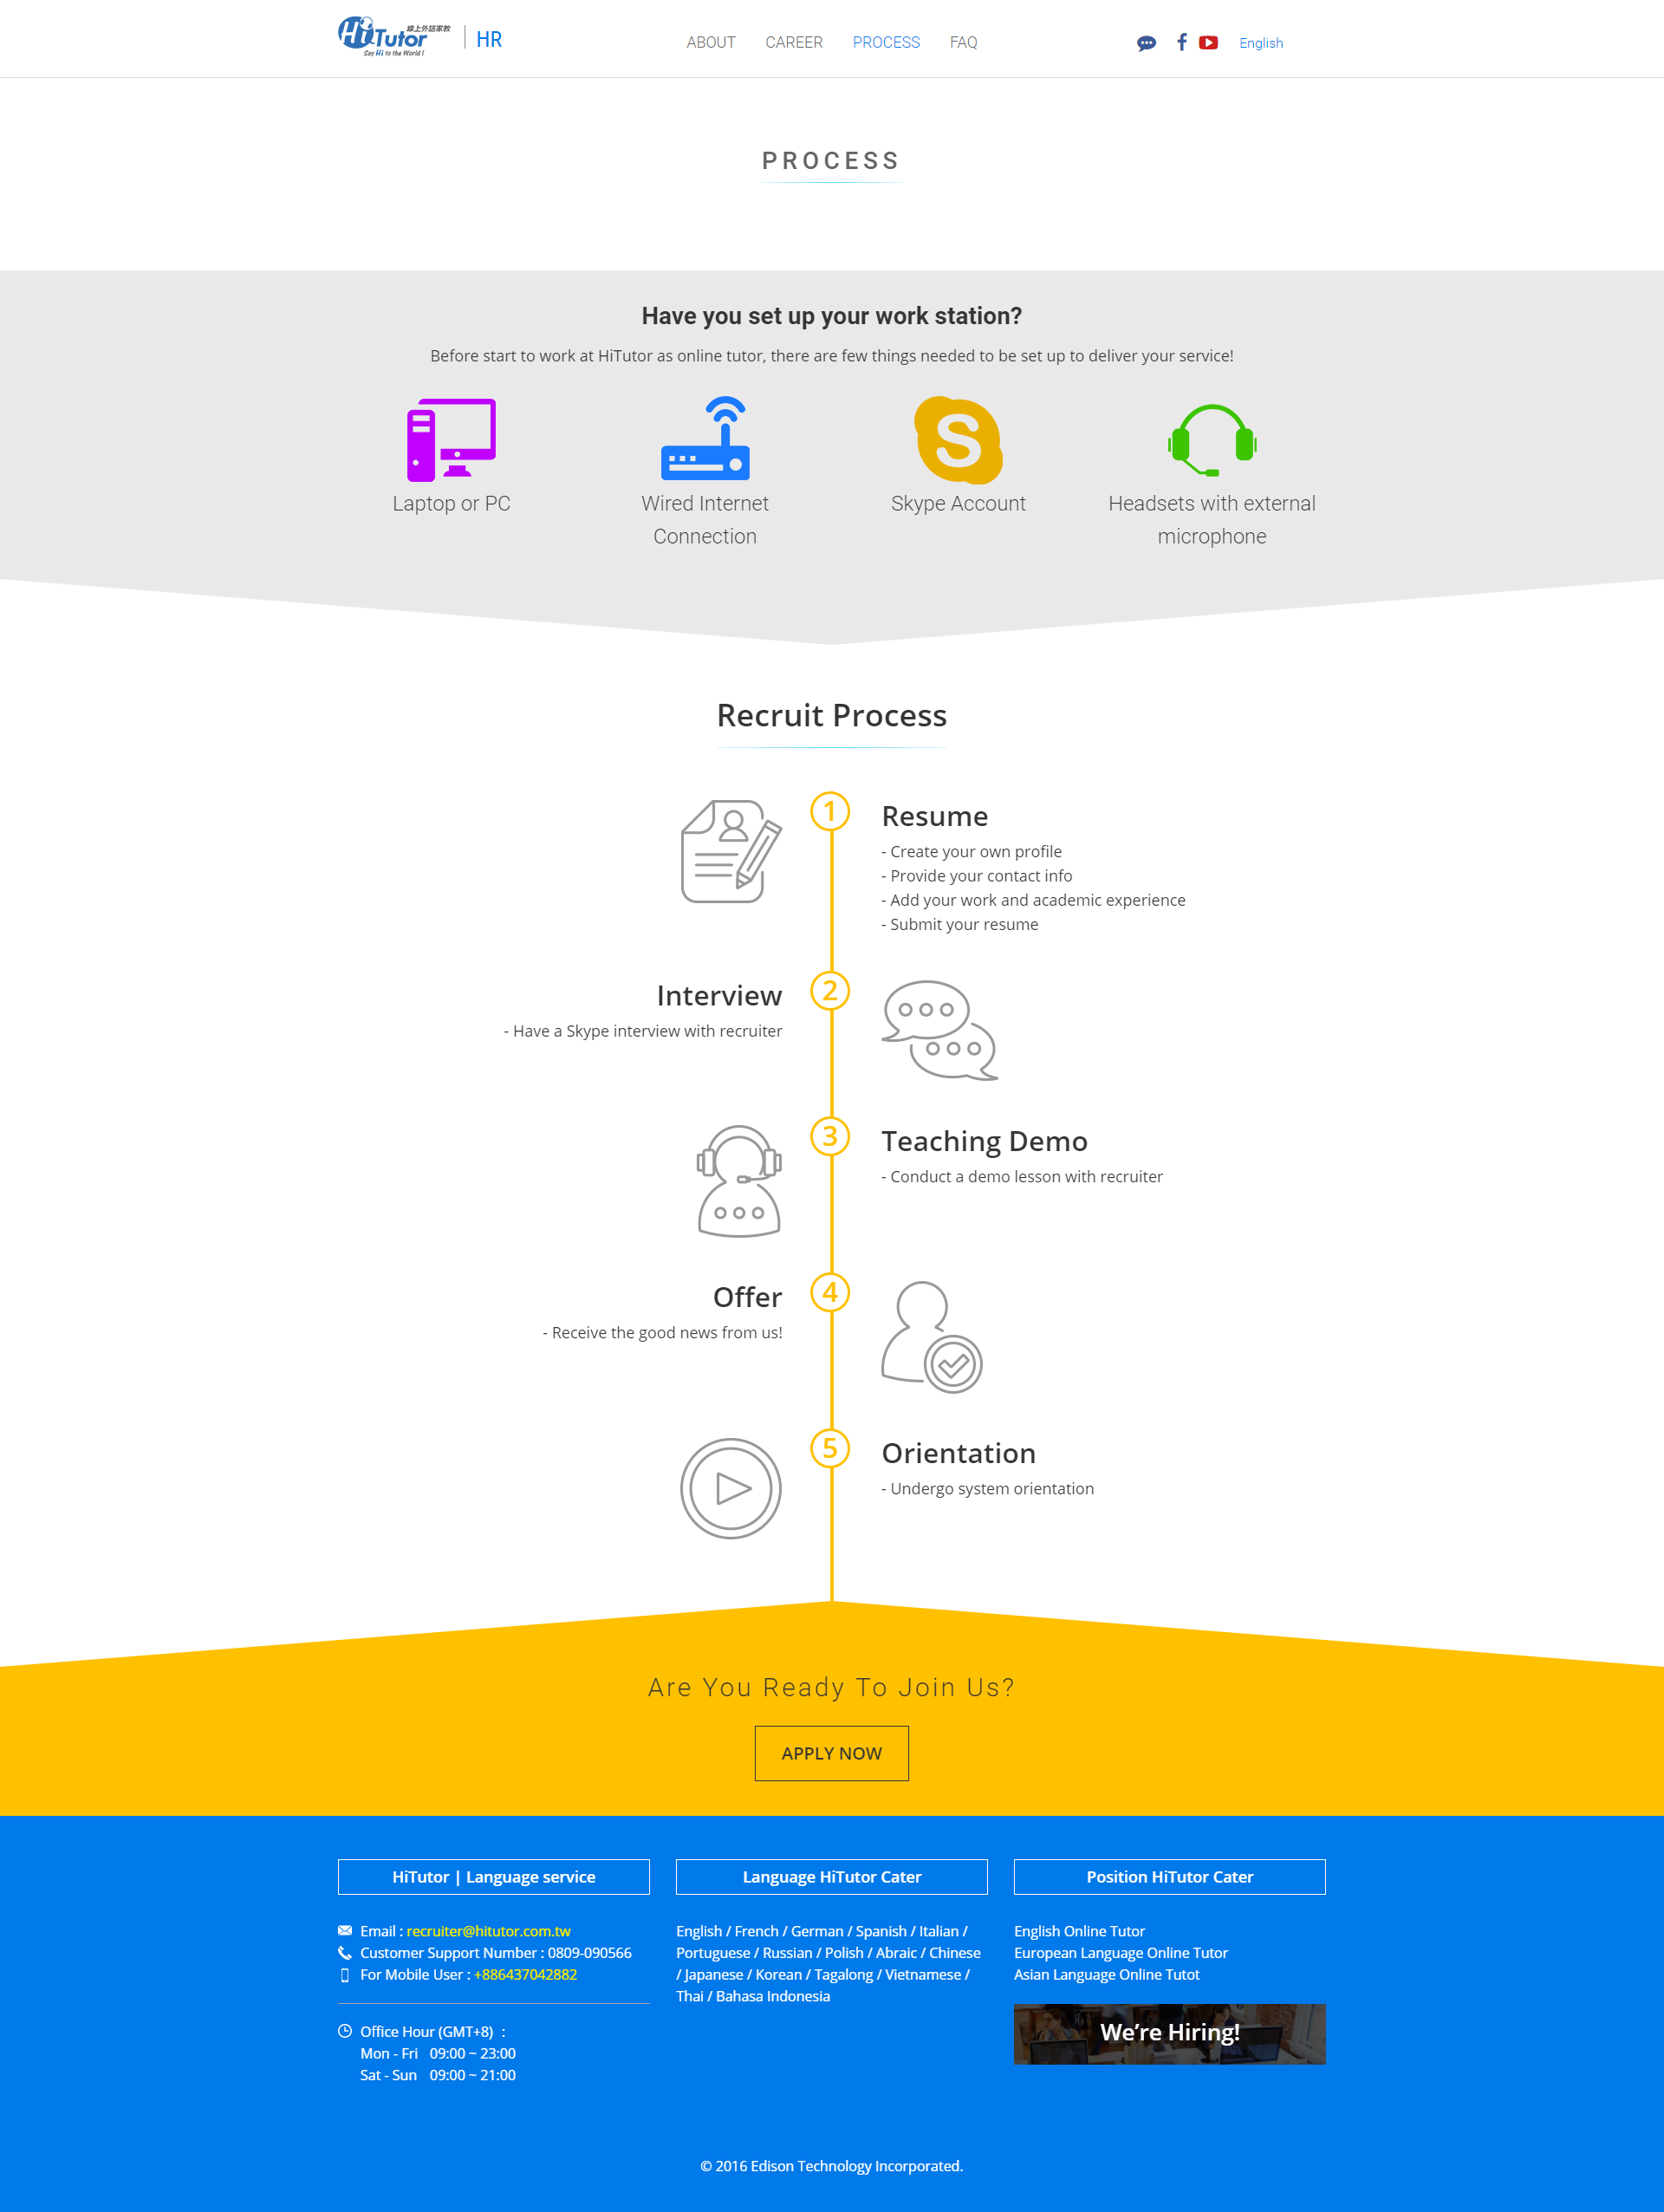 HiTutor 線上外語家教
Say Hi to the World !
HR
ABOUT CAREER PROCESS FAQ
English
PROCESS
Have you set up your work station?
Before start to work at HiTutor as online tutor, there are few things needed to be set up to deliver your service!
Laptop or PC
Wired Internet
Connection
Skype Account
Headsets with external
microphone
Recruit Process
1
Resume
- Create your own profile
- Provide your contact info
- Add your work and academic experience
- Submit your resume
2
Interview
- Have a Skype interview with recruiter
3
Teaching Demo
- Conduct a demo lesson with recruiter
4
Offer
- Receive the good news from us!
5
Orientation
- Undergo system orientation
Are You Ready To Join Us?
APPLY NOW
HiTutor | Language service
Email : recruiter@hitutor.com.tw
Customer Support Number : 0809-090566
For Mobile User : +886437042882
Office Hour (GMT+8) :
Mon - Fri 09:00 ~ 23:00
Sat - Sun 09:00 ~ 21:00
Language HiTutor Cater
English / French / German / Spanish / Italian /
Portuguese / Russian / Polish / Abraic / Chinese
/ Japanese / Korean / Tagalong / Vietnamese /
Thai / Bahasa Indonesia
Position HiTutor Cater
English Online Tutor
European Language Online Tutor
Asian Language Online Tutot
We're Hiring!
© 2016 Edison Technology Incorporated.